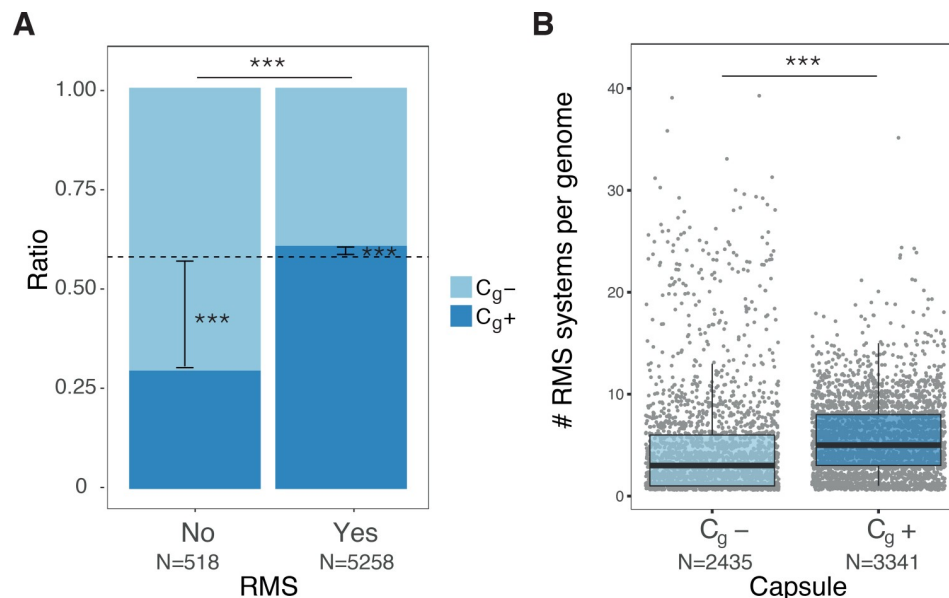 A
***
1.00
0.75
0.50
0.25
0
Ratio
***
***
No
Yes
N=518
N=5258
RMS
Cg−
Cg+
B
***
40
30
20
10
0
# RMS systems per genome
Cg −
Cg +
N=2435
N=3341
Capsule